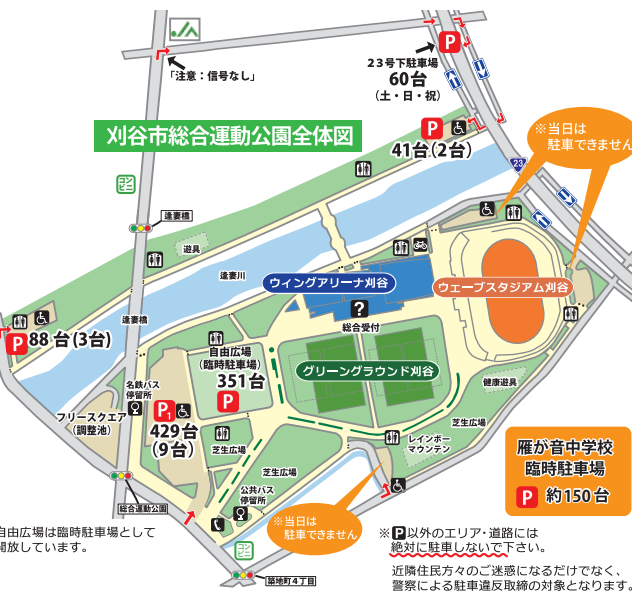 JA
「注意：信号なし」
P
２３号下駐車場
60台
（土・日・祝）
刈谷市総合運動公園全体図
P
41台(2台)
※当日は
駐車できません
23
コンビニ
逢妻橋
遊具
逢妻川
ウィングアリーナ刈谷
ウェーブスタジアム刈谷
?
総合受付
逢妻橋
P
88台(3台)
自由広場
（臨時駐車場）
351台
P
グリーングラウンド刈谷
健康遊具
名鉄バス
停留所
フリースクエア
（調整池）
P1
429台
(9台)
芝生広場
芝生広場
レインボー
マウンテン
芝生広場
雁が音中学校
臨時駐車場
P 約150台
総合運動公園
公共バス
停留所
※当日は
駐車できません
コンビニ
築地町４丁目
自由広場は臨時駐車場として
開放しています。
※P以外のエリア・道路には
絶対に駐車しないで下さい。
近隣住民方々のご迷惑になるだけでなく、
警察による駐車違反取締の対象となります。